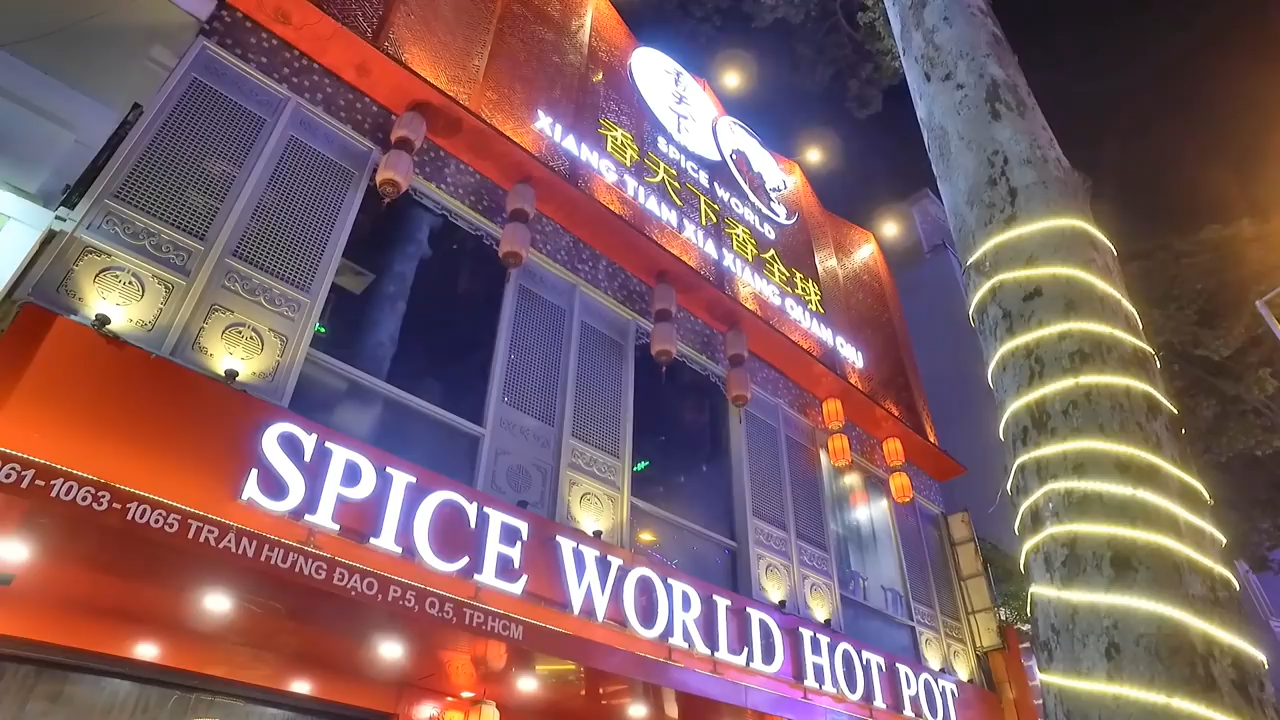 香天下
SPICE WORLD
香天下香全球
XIANG TIAN XIA XIANG QUAN QIU
SPICE WORLD HOT POT
061-1063-1065 TRẦN HƯNG ĐẠO, P.5, Q.5, TP.HCM